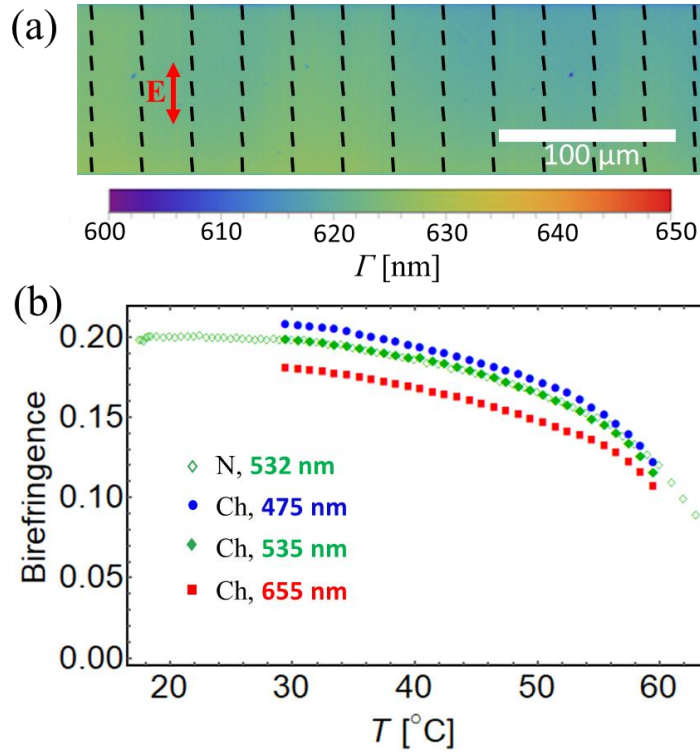 (a)
E
100 μm
600 610 620 630 640 650
Γ [nm]
(b)
0.20
0.15
0.10
0.05
0.00
Birefringence
N, 532 nm
Ch, 475 nm
Ch, 535 nm
Ch, 655 nm
20 30 40 50 60
T [°C]